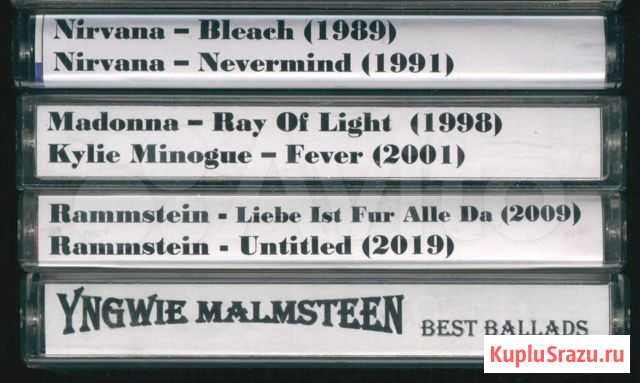 Nirvana – Bleach (1989)
Nirvana – Nevermind (1991)
Madonna – Ray Of Light (1998)
Kylie Minogue – Fever (2001)
Rammstein - Liebe Ist Fur Alle Da (2009)
Rammstein - Untitled (2019)
YNGWIE MALMSTEEN BEST BALLADS
KupluSrazu.ru
Avito